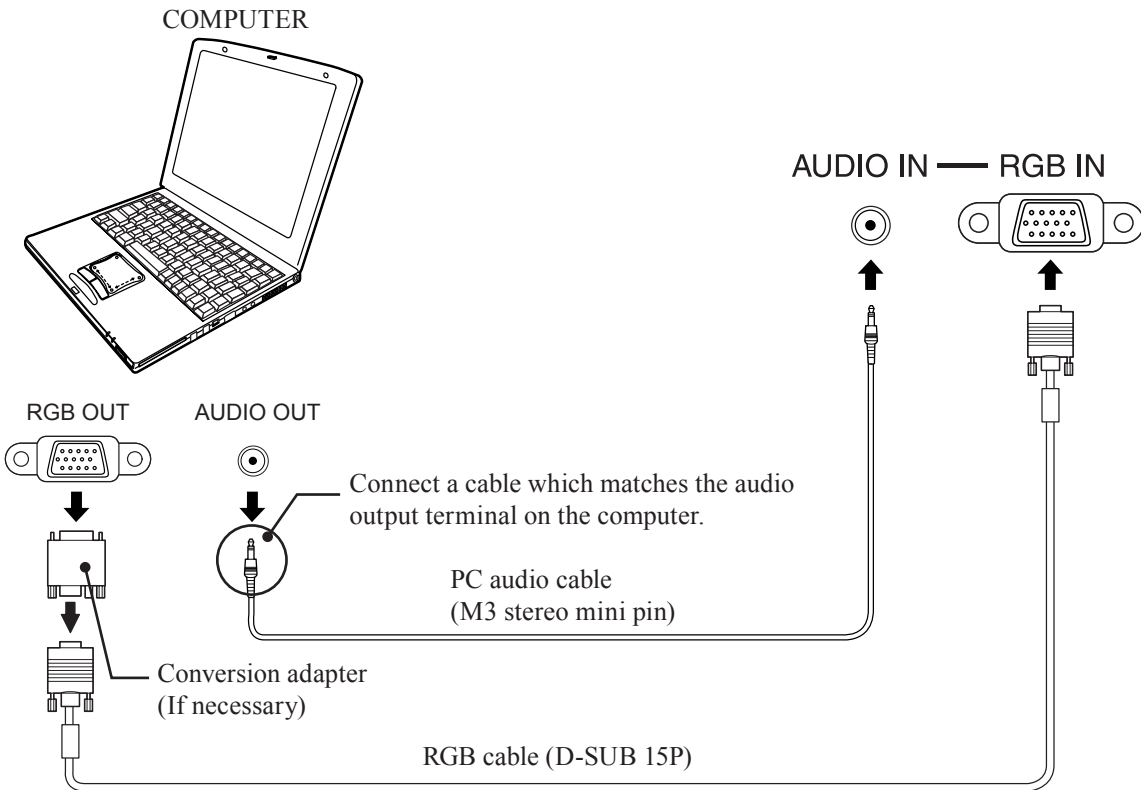 COMPUTER
AUDIO IN — RGB IN
RGB OUT
AUDIO OUT
Connect a cable which matches the audio
output terminal on the computer.
PC audio cable
(M3 stereo mini pin)
Conversion adapter
(If necessary)
RGB cable (D-SUB 15P)